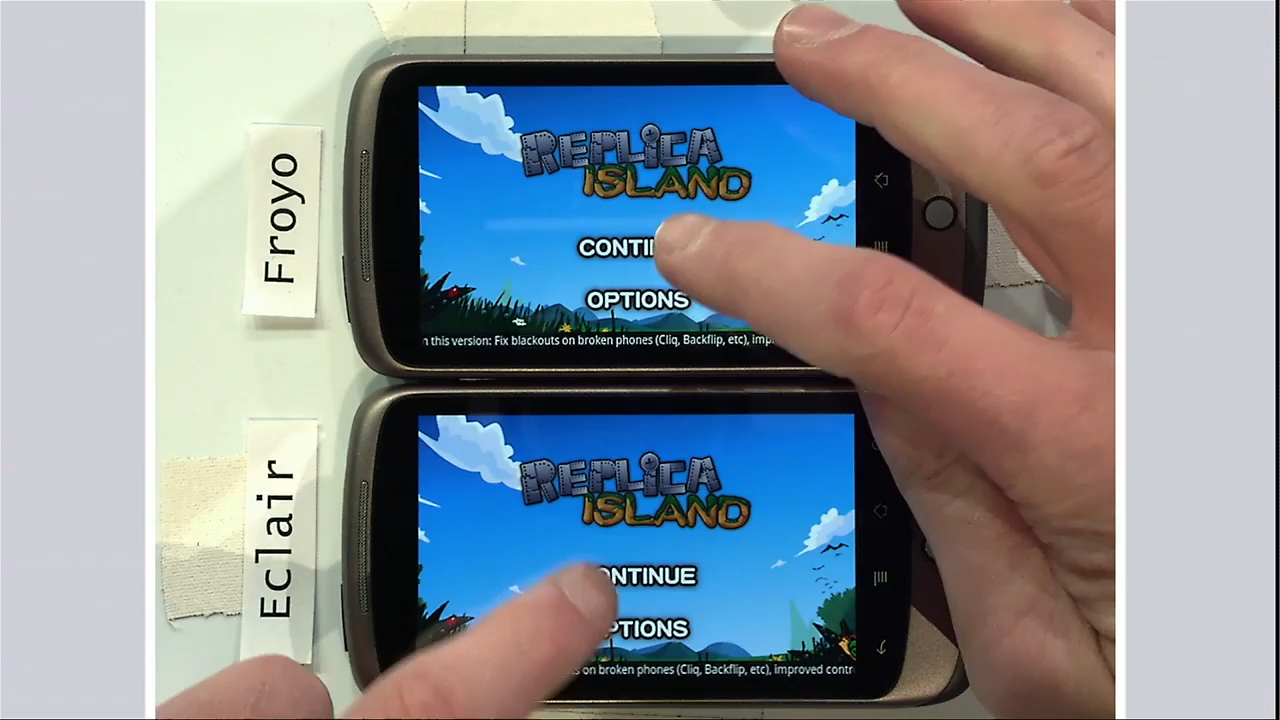 Froyo
REPLICA
ISLAND
CONTI
OPTIONS
n this version: Fix blackouts on broken phones (Cliq, Backflip, etc), imp
Eclair
REPLICA
ISLAND
ONTINUE
PTIONS
s on broken phones (Cliq, Backflip, etc), improved contr